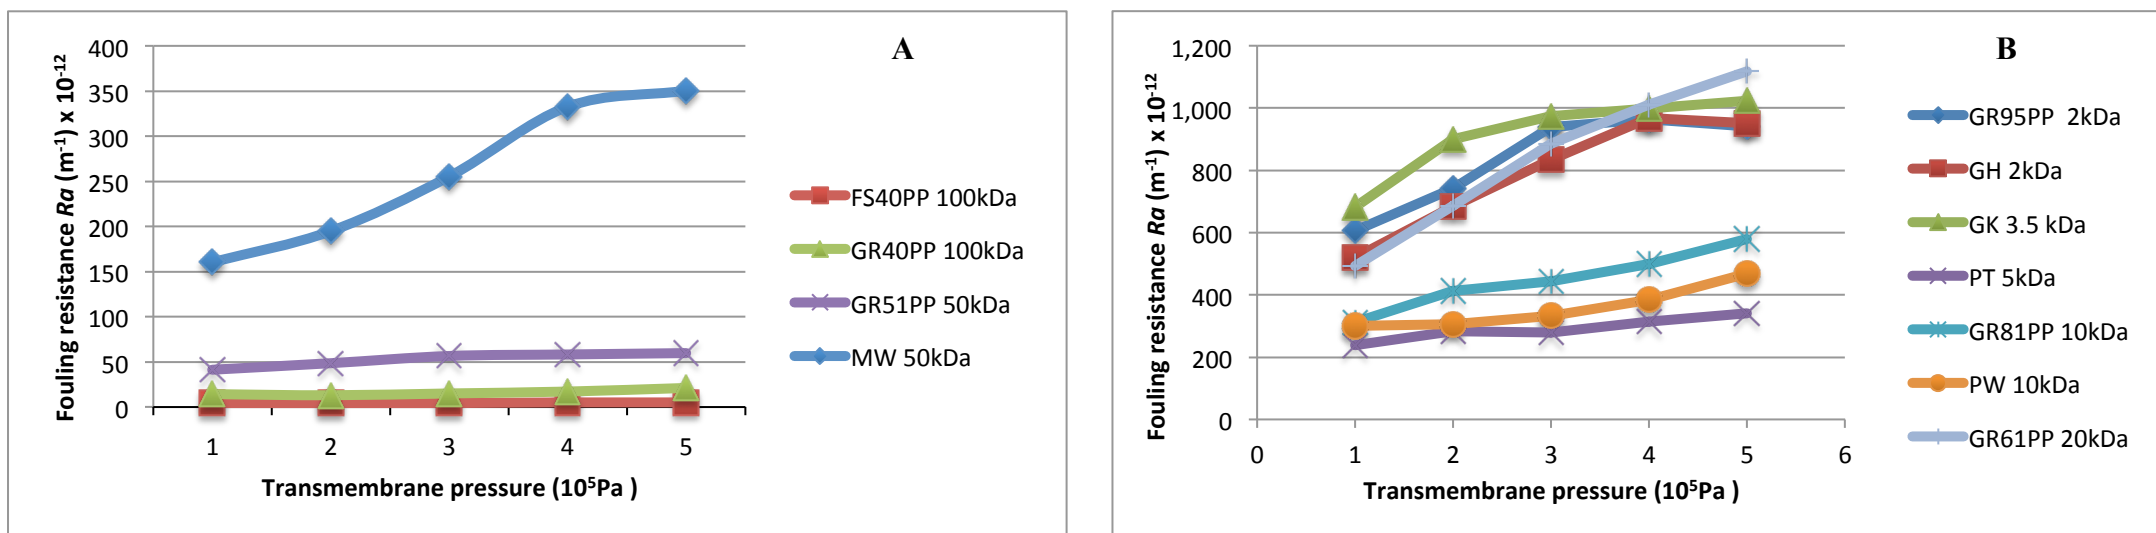 A
Fouling resistance Ra (m⁻¹) x 10⁻¹²
400
350
300
250
200
150
100
50
0
1 2 3 4 5
Transmembrane pressure (10⁵Pa )
FS40PP 100kDa
GR40PP 100kDa
GR51PP 50kDa
MW 50kDa
B
Fouling resistance Ra (m⁻¹) x 10⁻¹²
1,200
1,000
800
600
400
200
0
0 1 2 3 4 5 6
Transmembrane pressure (10⁵Pa )
GR95PP 2kDa
GH 2kDa
GK 3.5 kDa
PT 5kDa
GR81PP 10kDa
PW 10kDa
GR61PP 20kDa